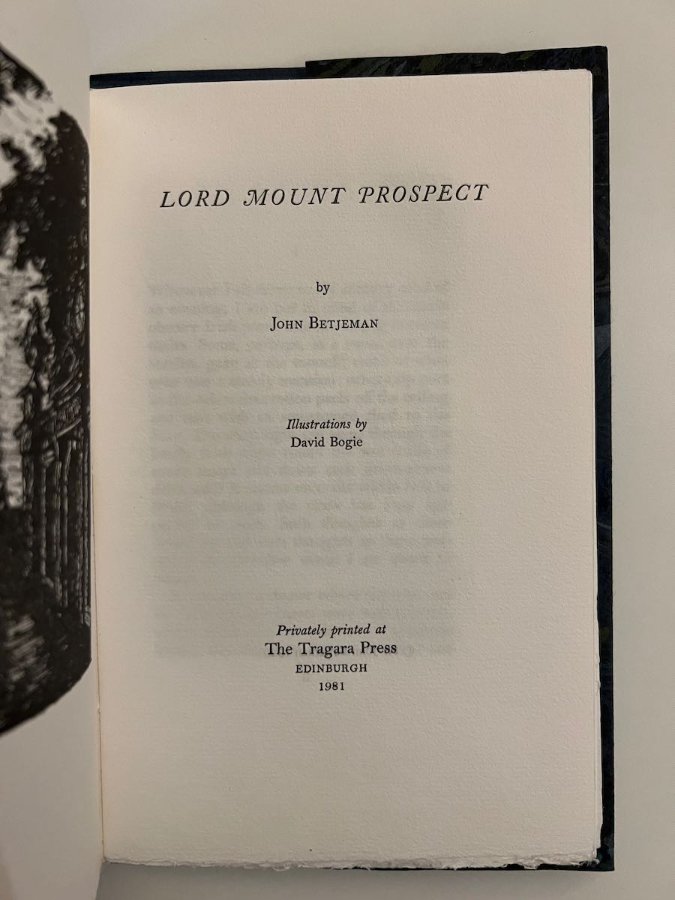 LORD MOUNT PROSPECT
by
JOHN BETJEMAN
Illustrations by
David Bogie
Privately printed at
The Tragara Press
EDINBURGH
1981